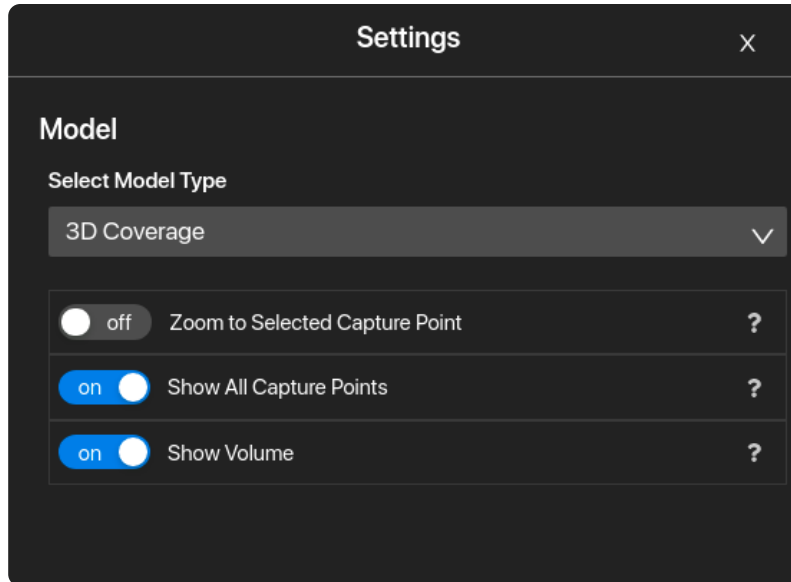 Settings X
Model
Select Model Type
3D Coverage
off Zoom to Selected Capture Point ?
on Show All Capture Points ?
on Show Volume ?